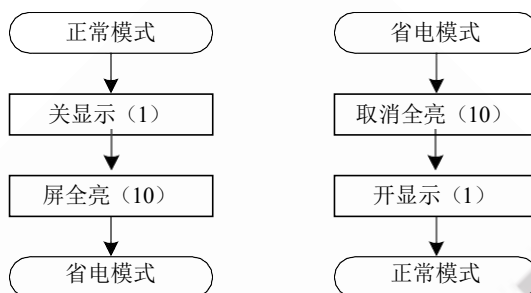 正常模式
关显示（1）
屏全亮（10）
省电模式
省电模式
取消全亮（10）
开显示（1）
正常模式